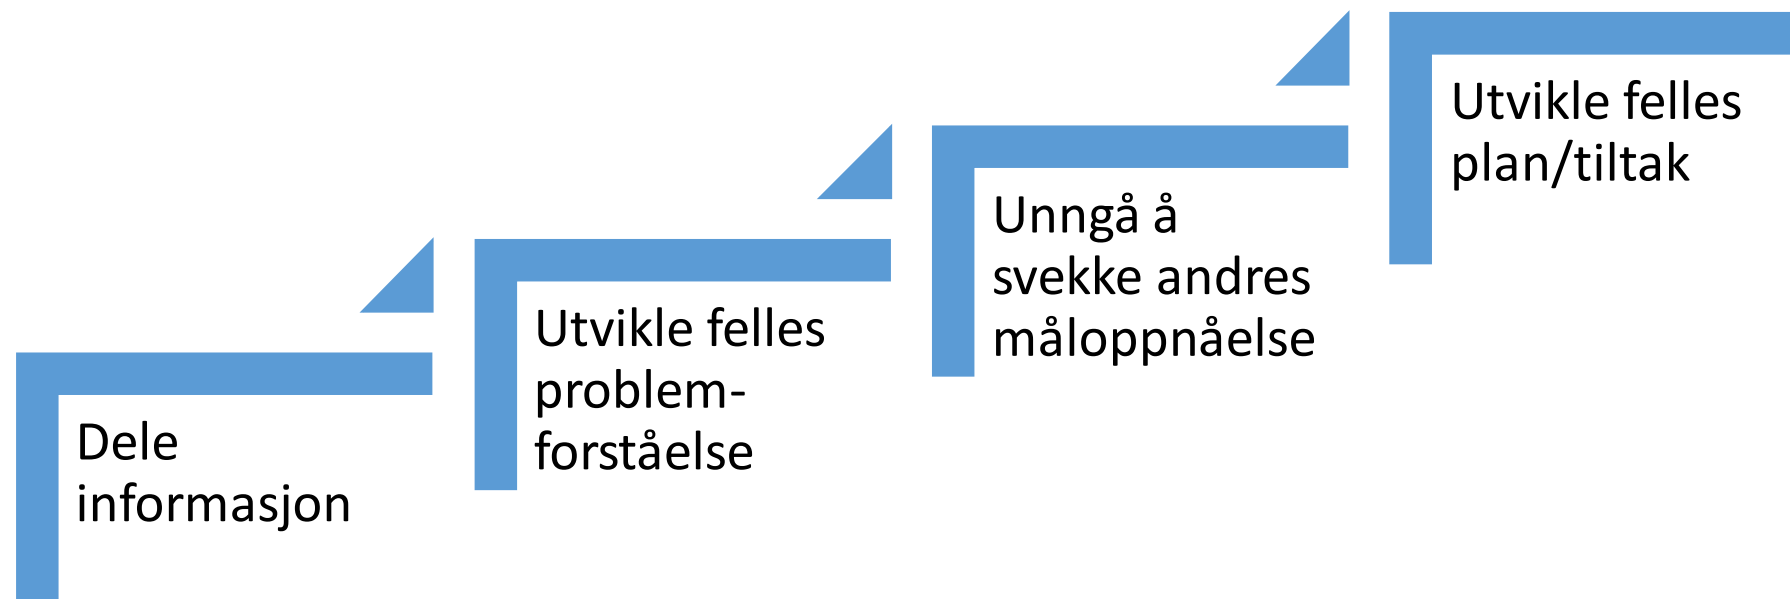 Dele
informasjon
Utvikle felles
problem-
forståelse
Unngå å
svekke andres
måloppnåelse
Utvikle felles
plan/tiltak